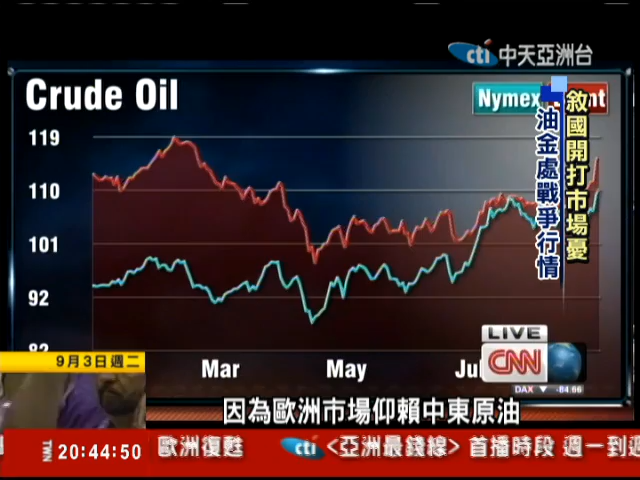 cti 中天亞洲台
Crude Oil
Nymex
敘國開打市場憂
油金處戰爭行情
119
110
101
92
Mar
May
LIVE
CNN
DAX ▼ -84.66
9月3日週二
因為歐洲市場仰賴中東原油
TWN 20:44:50 歐洲復甦 cti <亞洲最錢線> 首播時段 週一到週